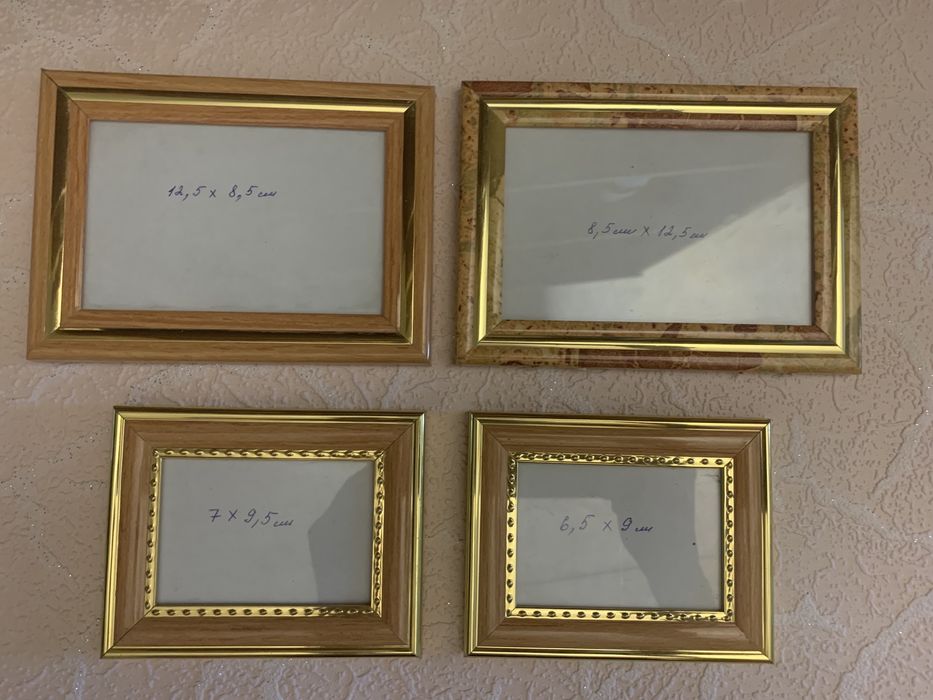 12,5 x 8,5 см
8,5 см x 12,5 см
7 x 9,5 см
6,5 x 9 см